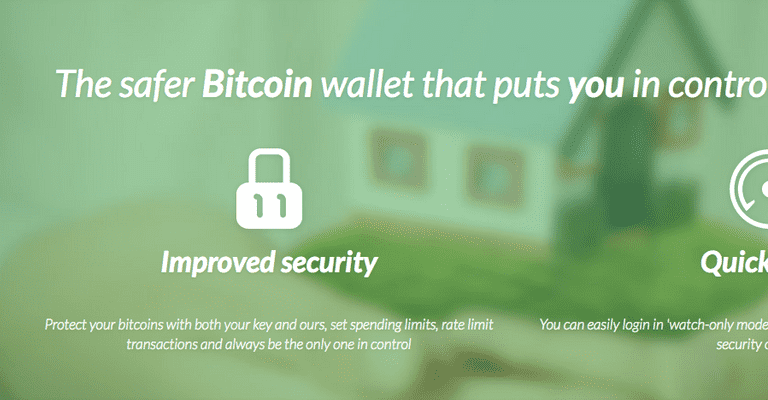 The safer Bitcoin wallet that puts you in contro
Improved security
Quick
Protect your bitcoins with both your key and ours, set spending limits, rate limit
transactions and always be the only one in control
You can easily login in 'watch-only mode
security